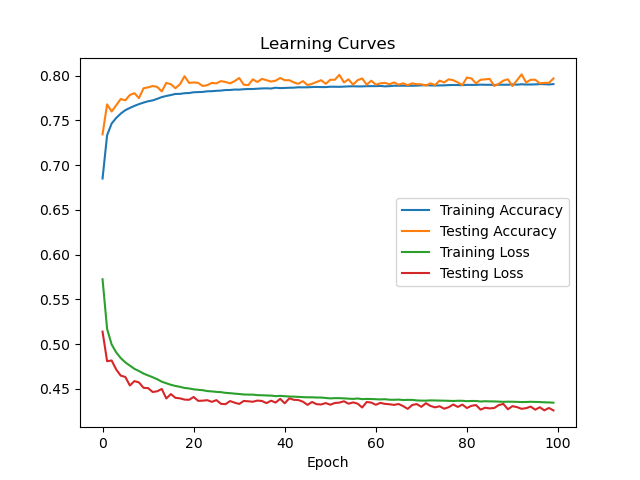 Learning Curves
0.80
0.75
0.70
0.65
0.60
0.55
0.50
0.45
Training Accuracy
Testing Accuracy
Training Loss
Testing Loss
0 20 40 60 80 100
Epoch